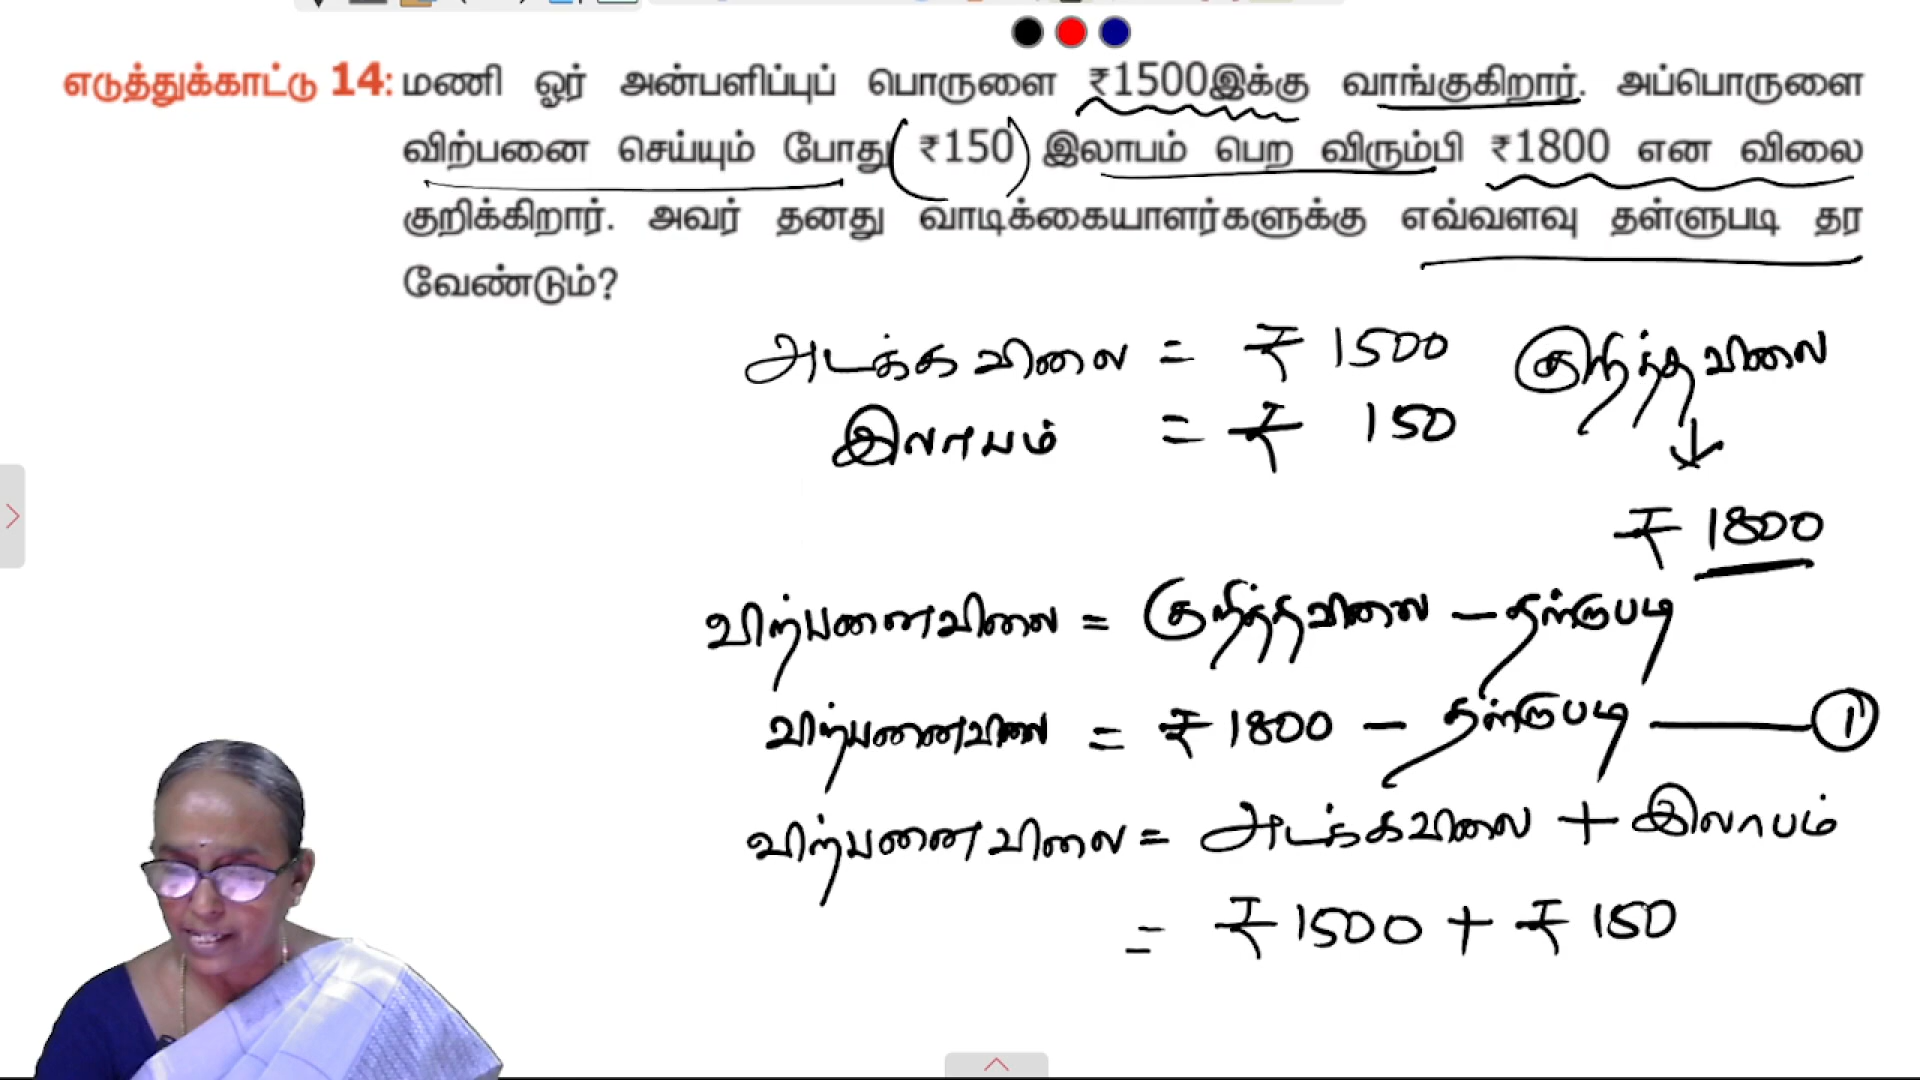 எடுத்துக்காட்டு 14: மணி ஓர் அன்பளிப்புப் பொருளை ₹1500இக்கு வாங்குகிறார். அப்பொருளை
விற்பனை செய்யும் போது ₹150 இலாபம் பெற விரும்பி ₹1800 என விலை
குறிக்கிறார். அவர் தனது வாடிக்கையாளர்களுக்கு எவ்வளவு தள்ளுபடி தர
வேண்டும்?
அடக்க விலை = ₹ 1500 குறித்த விலை
இலாபம் = ₹ 150
↓
₹ 1800
விற்பனைவிலை = குறித்தவிலை – தள்ளுபடி
விற்பனைவிலை = ₹ 1800 – தள்ளுபடி —— 1
விற்பனைவிலை = அடக்கவிலை + இலாபம்
= ₹ 1500 + ₹ 150